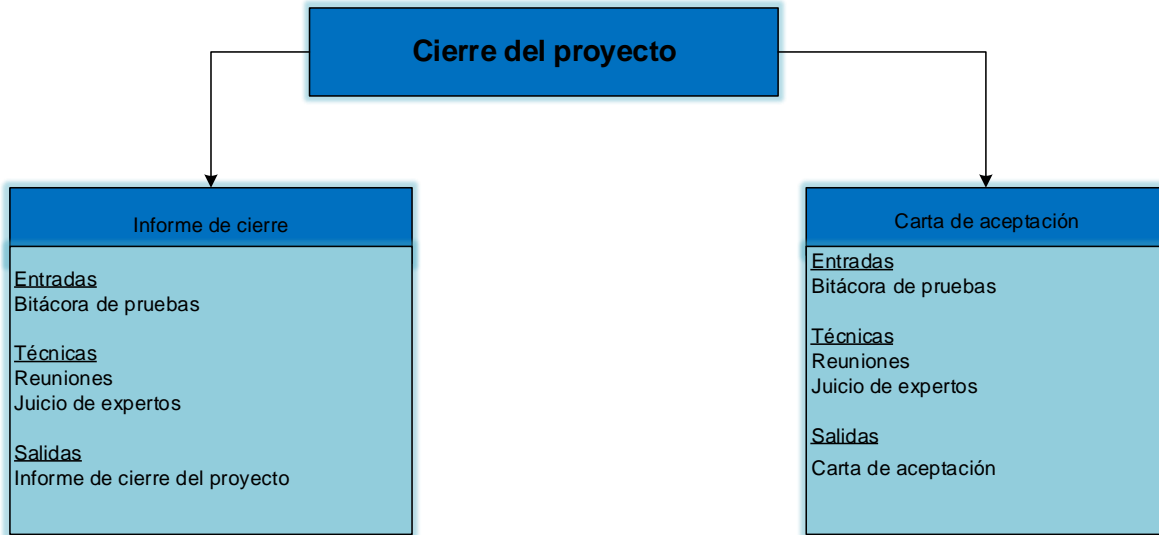 Cierre del proyecto
Informe de cierre
Entradas
Bitácora de pruebas
Técnicas
Reuniones
Juicio de expertos
Salidas
Informe de cierre del proyecto
Carta de aceptación
Entradas
Bitácora de pruebas
Técnicas
Reuniones
Juicio de expertos
Salidas
Carta de aceptación